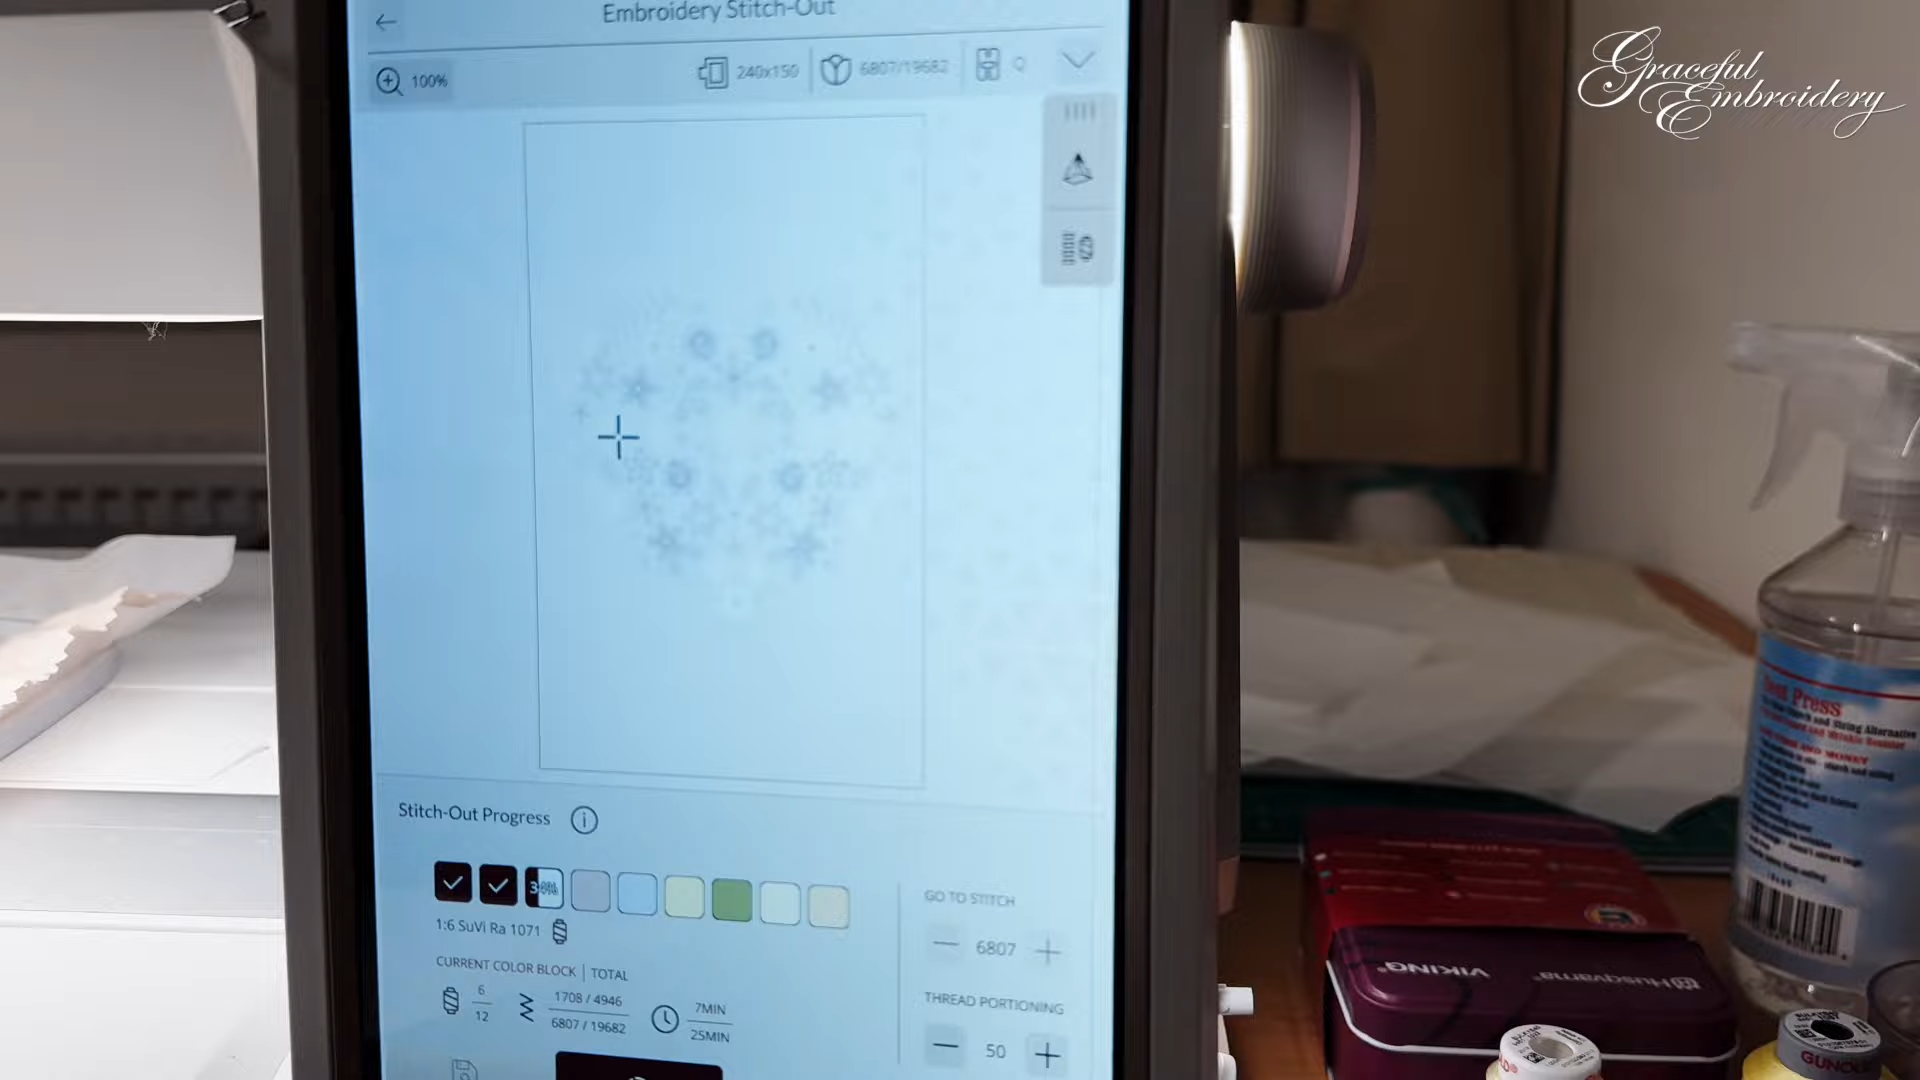 Embroidery Stitch-Out
100%
240x150
6807/19682
Graceful
Embroidery
Stitch-Out Progress
1:6 SuVi Ra 1071
CURRENT COLOR BLOCK | TOTAL
6
12
1708 / 4946
6807 / 19682
7MIN
25MIN
GO TO STITCH
6807
THREAD PORTIONING
50
Press
Husqvarna®
VIKING®
GUNOLD